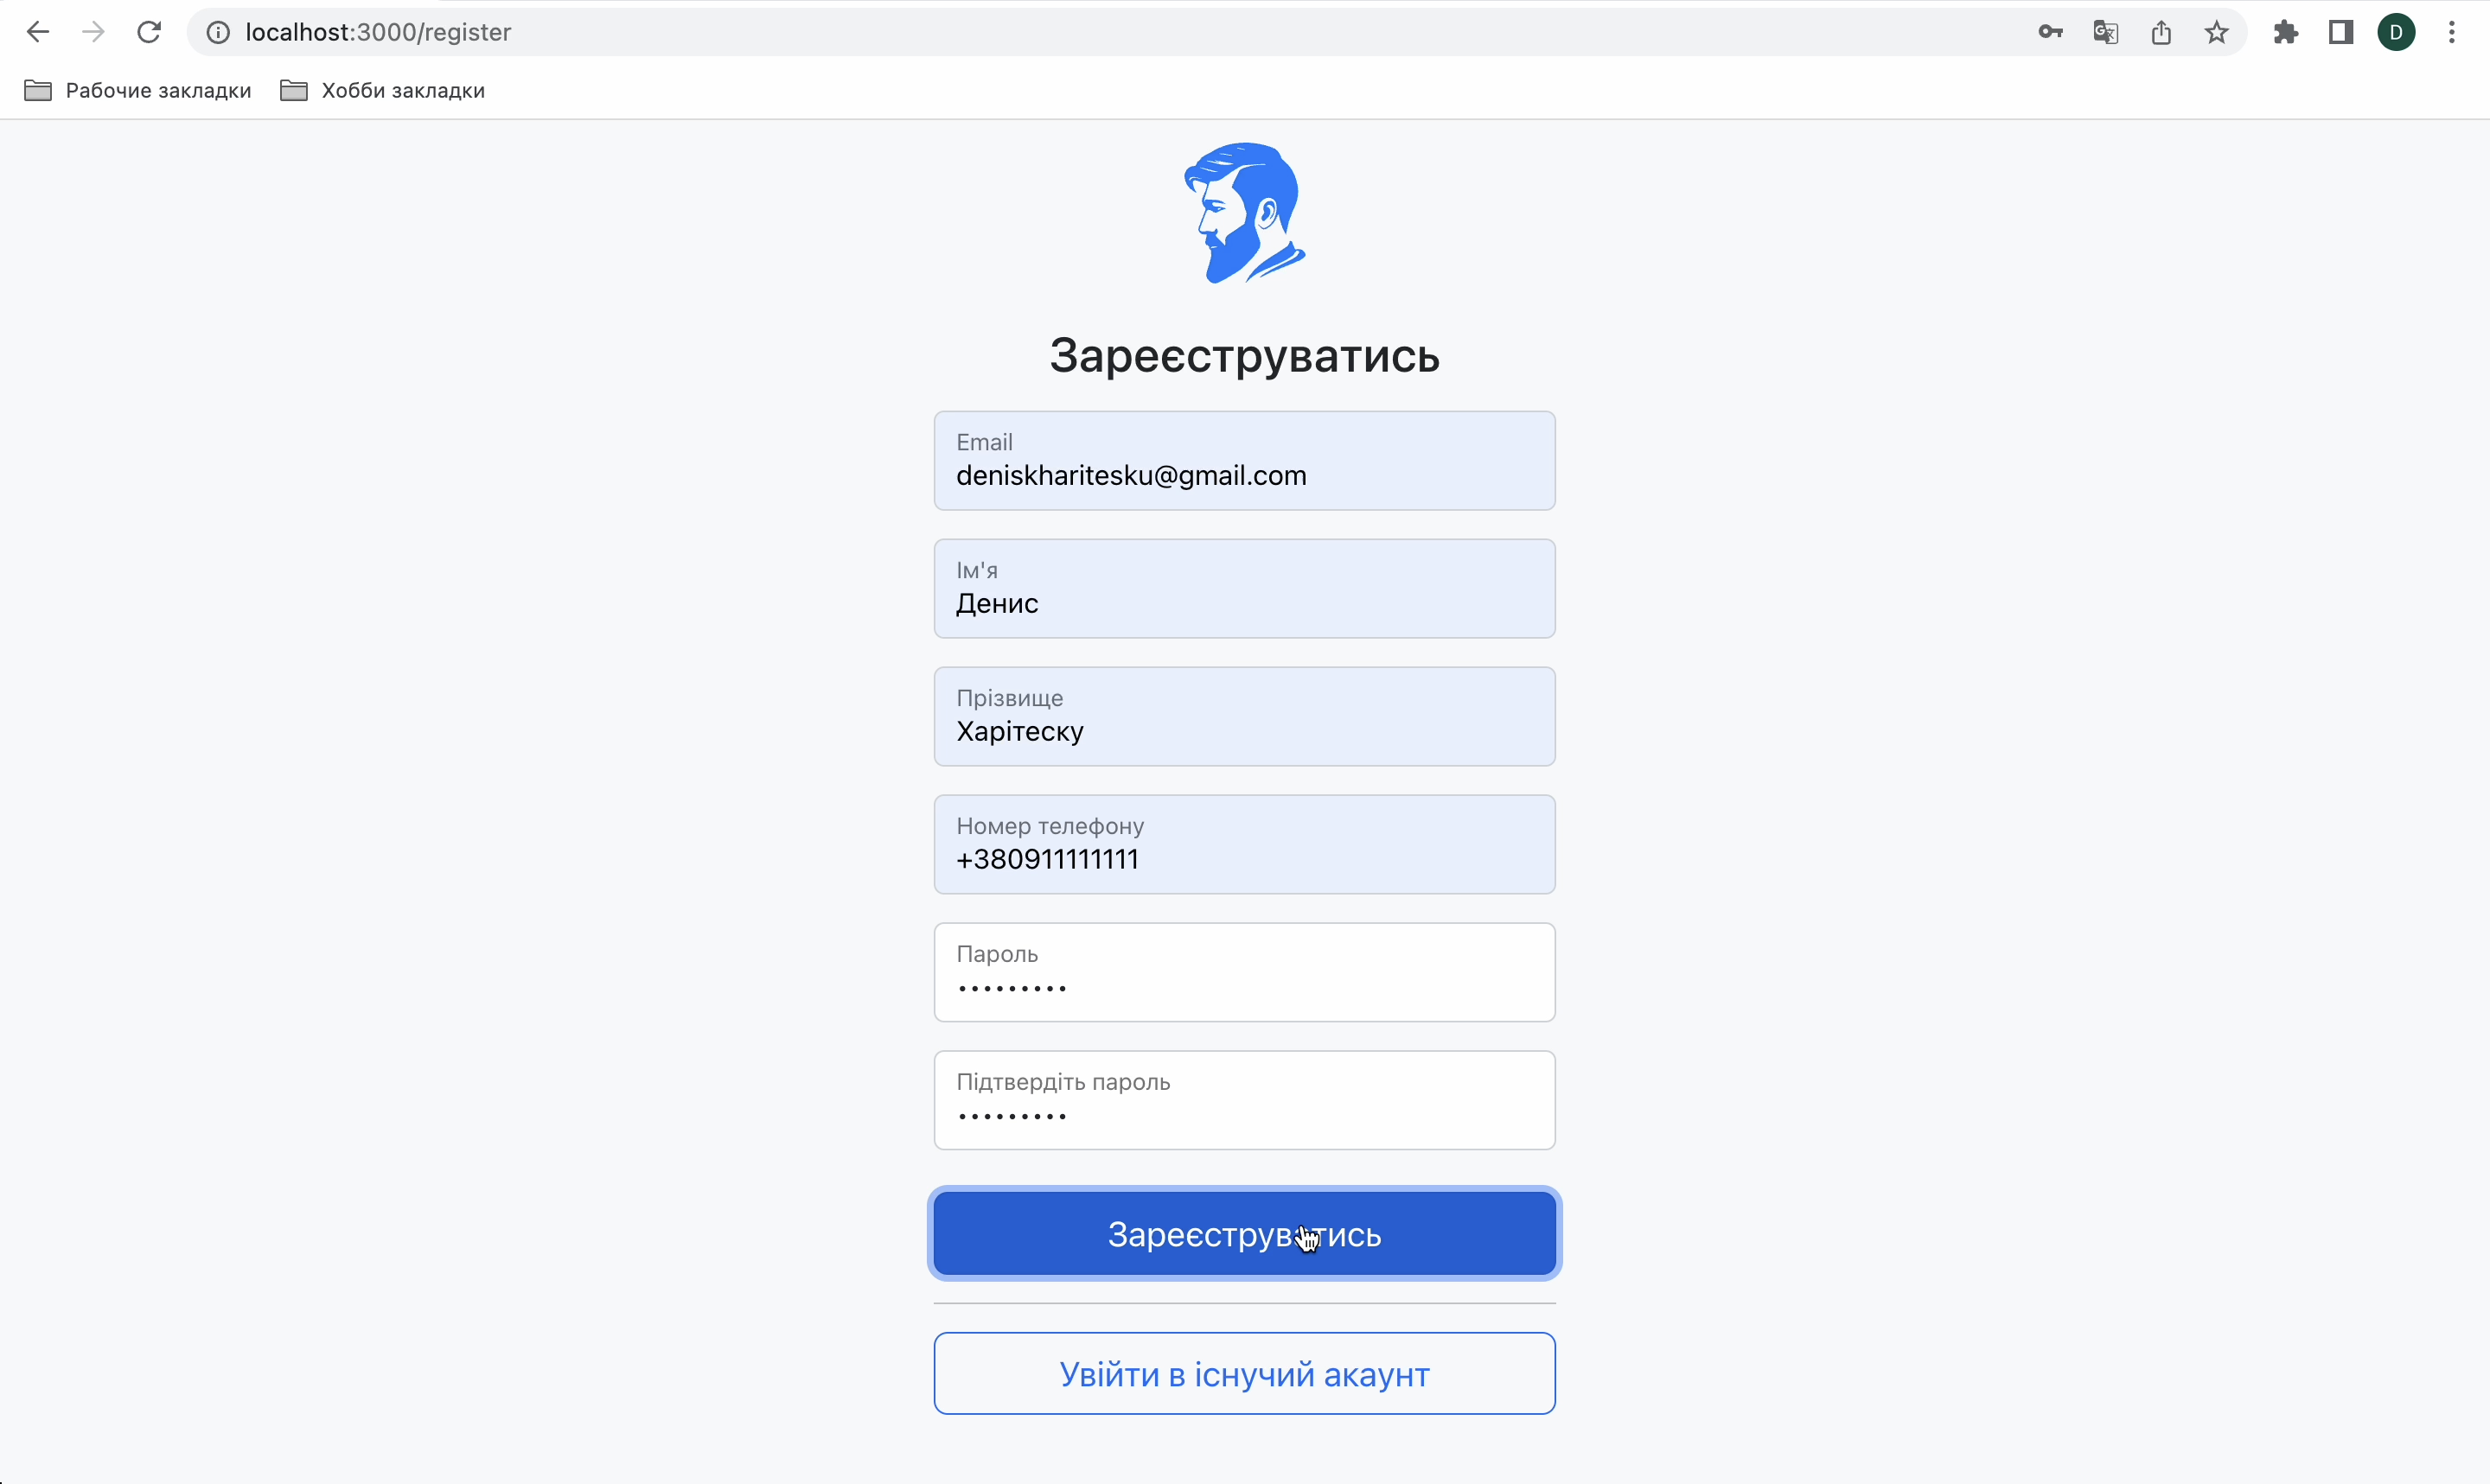 localhost:3000/register
D
Рабочие закладки
Хобби закладки
Зареєструватись
Email
deniskharitesku@gmail.com
Ім'я
Денис
Прізвище
Харітеску
Номер телефону
+380911111111
Пароль
•••••••••
Підтвердіть пароль
•••••••••
Зареєструватись
Увійти в існучий акаунт